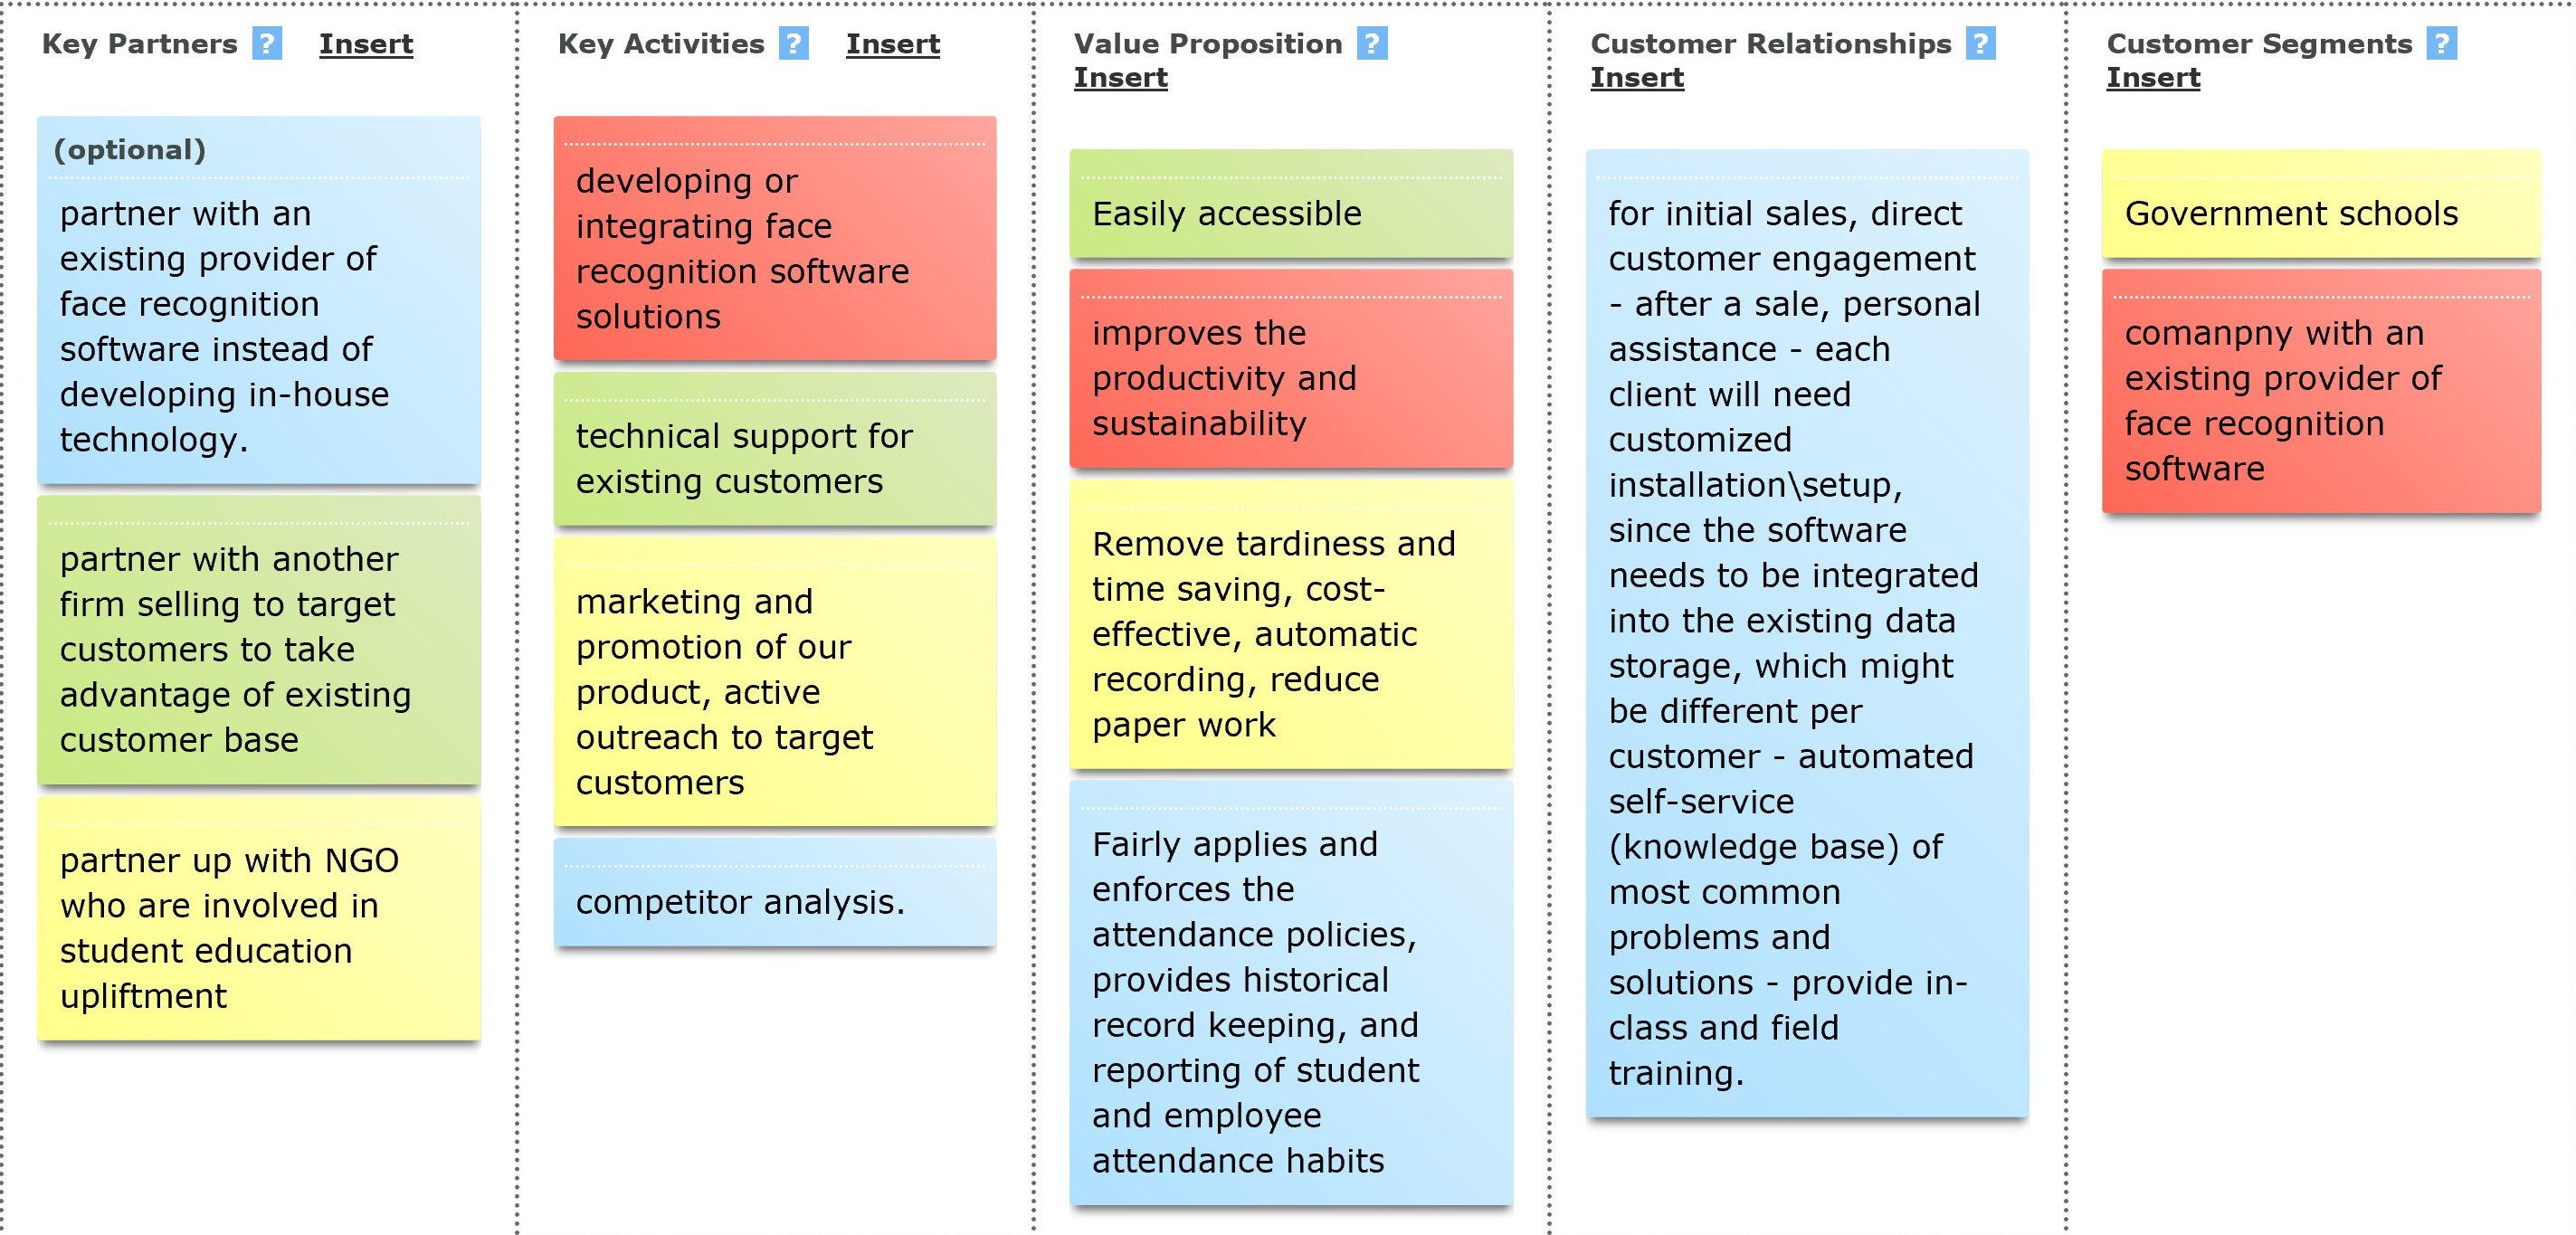 Key Partners ? Insert
(optional)
partner with an
existing provider of
face recognition
software instead of
developing in-house
technology.
partner with another
firm selling to target
customers to take
advantage of existing
customer base
partner up with NGO
who are involved in
student education
upliftment
Key Activities ? Insert
developing or
integrating face
recognition software
solutions
technical support for
existing customers
marketing and
promotion of our
product, active
outreach to target
customers
competitor analysis.
Value Proposition ?
Insert
Easily accessible
improves the
productivity and
sustainability
Remove tardiness and
time saving, cost-
effective, automatic
recording, reduce
paper work
Fairly applies and
enforces the
attendance policies,
provides historical
record keeping, and
reporting of student
and employee
attendance habits
Customer Relationships ?
Insert
for initial sales, direct
customer engagement
- after a sale, personal
assistance - each
client will need
customized
installation\setup,
since the software
needs to be integrated
into the existing data
storage, which might
be different per
customer - automated
self-service
(knowledge base) of
most common
problems and
solutions - provide in-
class and field
training.
Customer Segments ?
Insert
Government schools
comanpny with an
existing provider of
face recognition
software